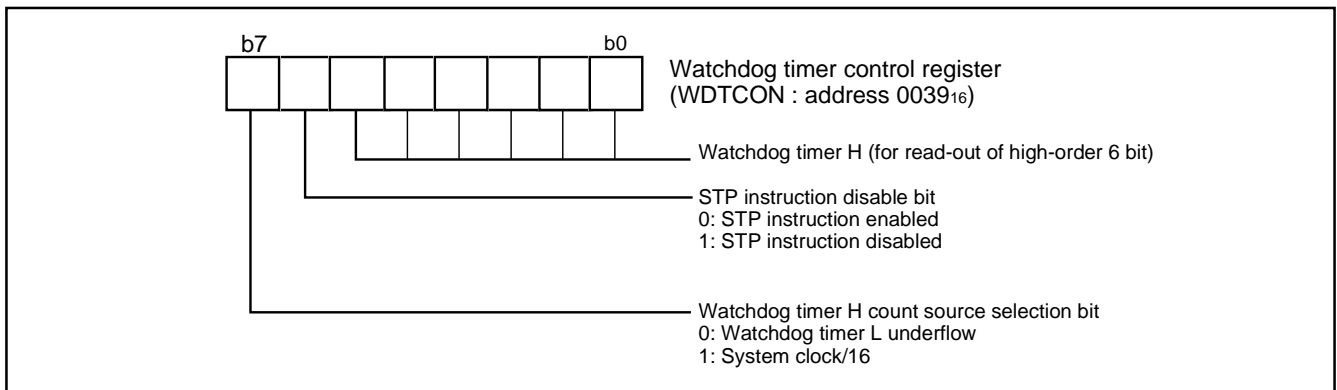 b7 b0
Watchdog timer control register
(WDTCON : address 0039₁₆)
Watchdog timer H (for read-out of high-order 6 bit)
STP instruction disable bit
0: STP instruction enabled
1: STP instruction disabled
Watchdog timer H count source selection bit
0: Watchdog timer L underflow
1: System clock/16